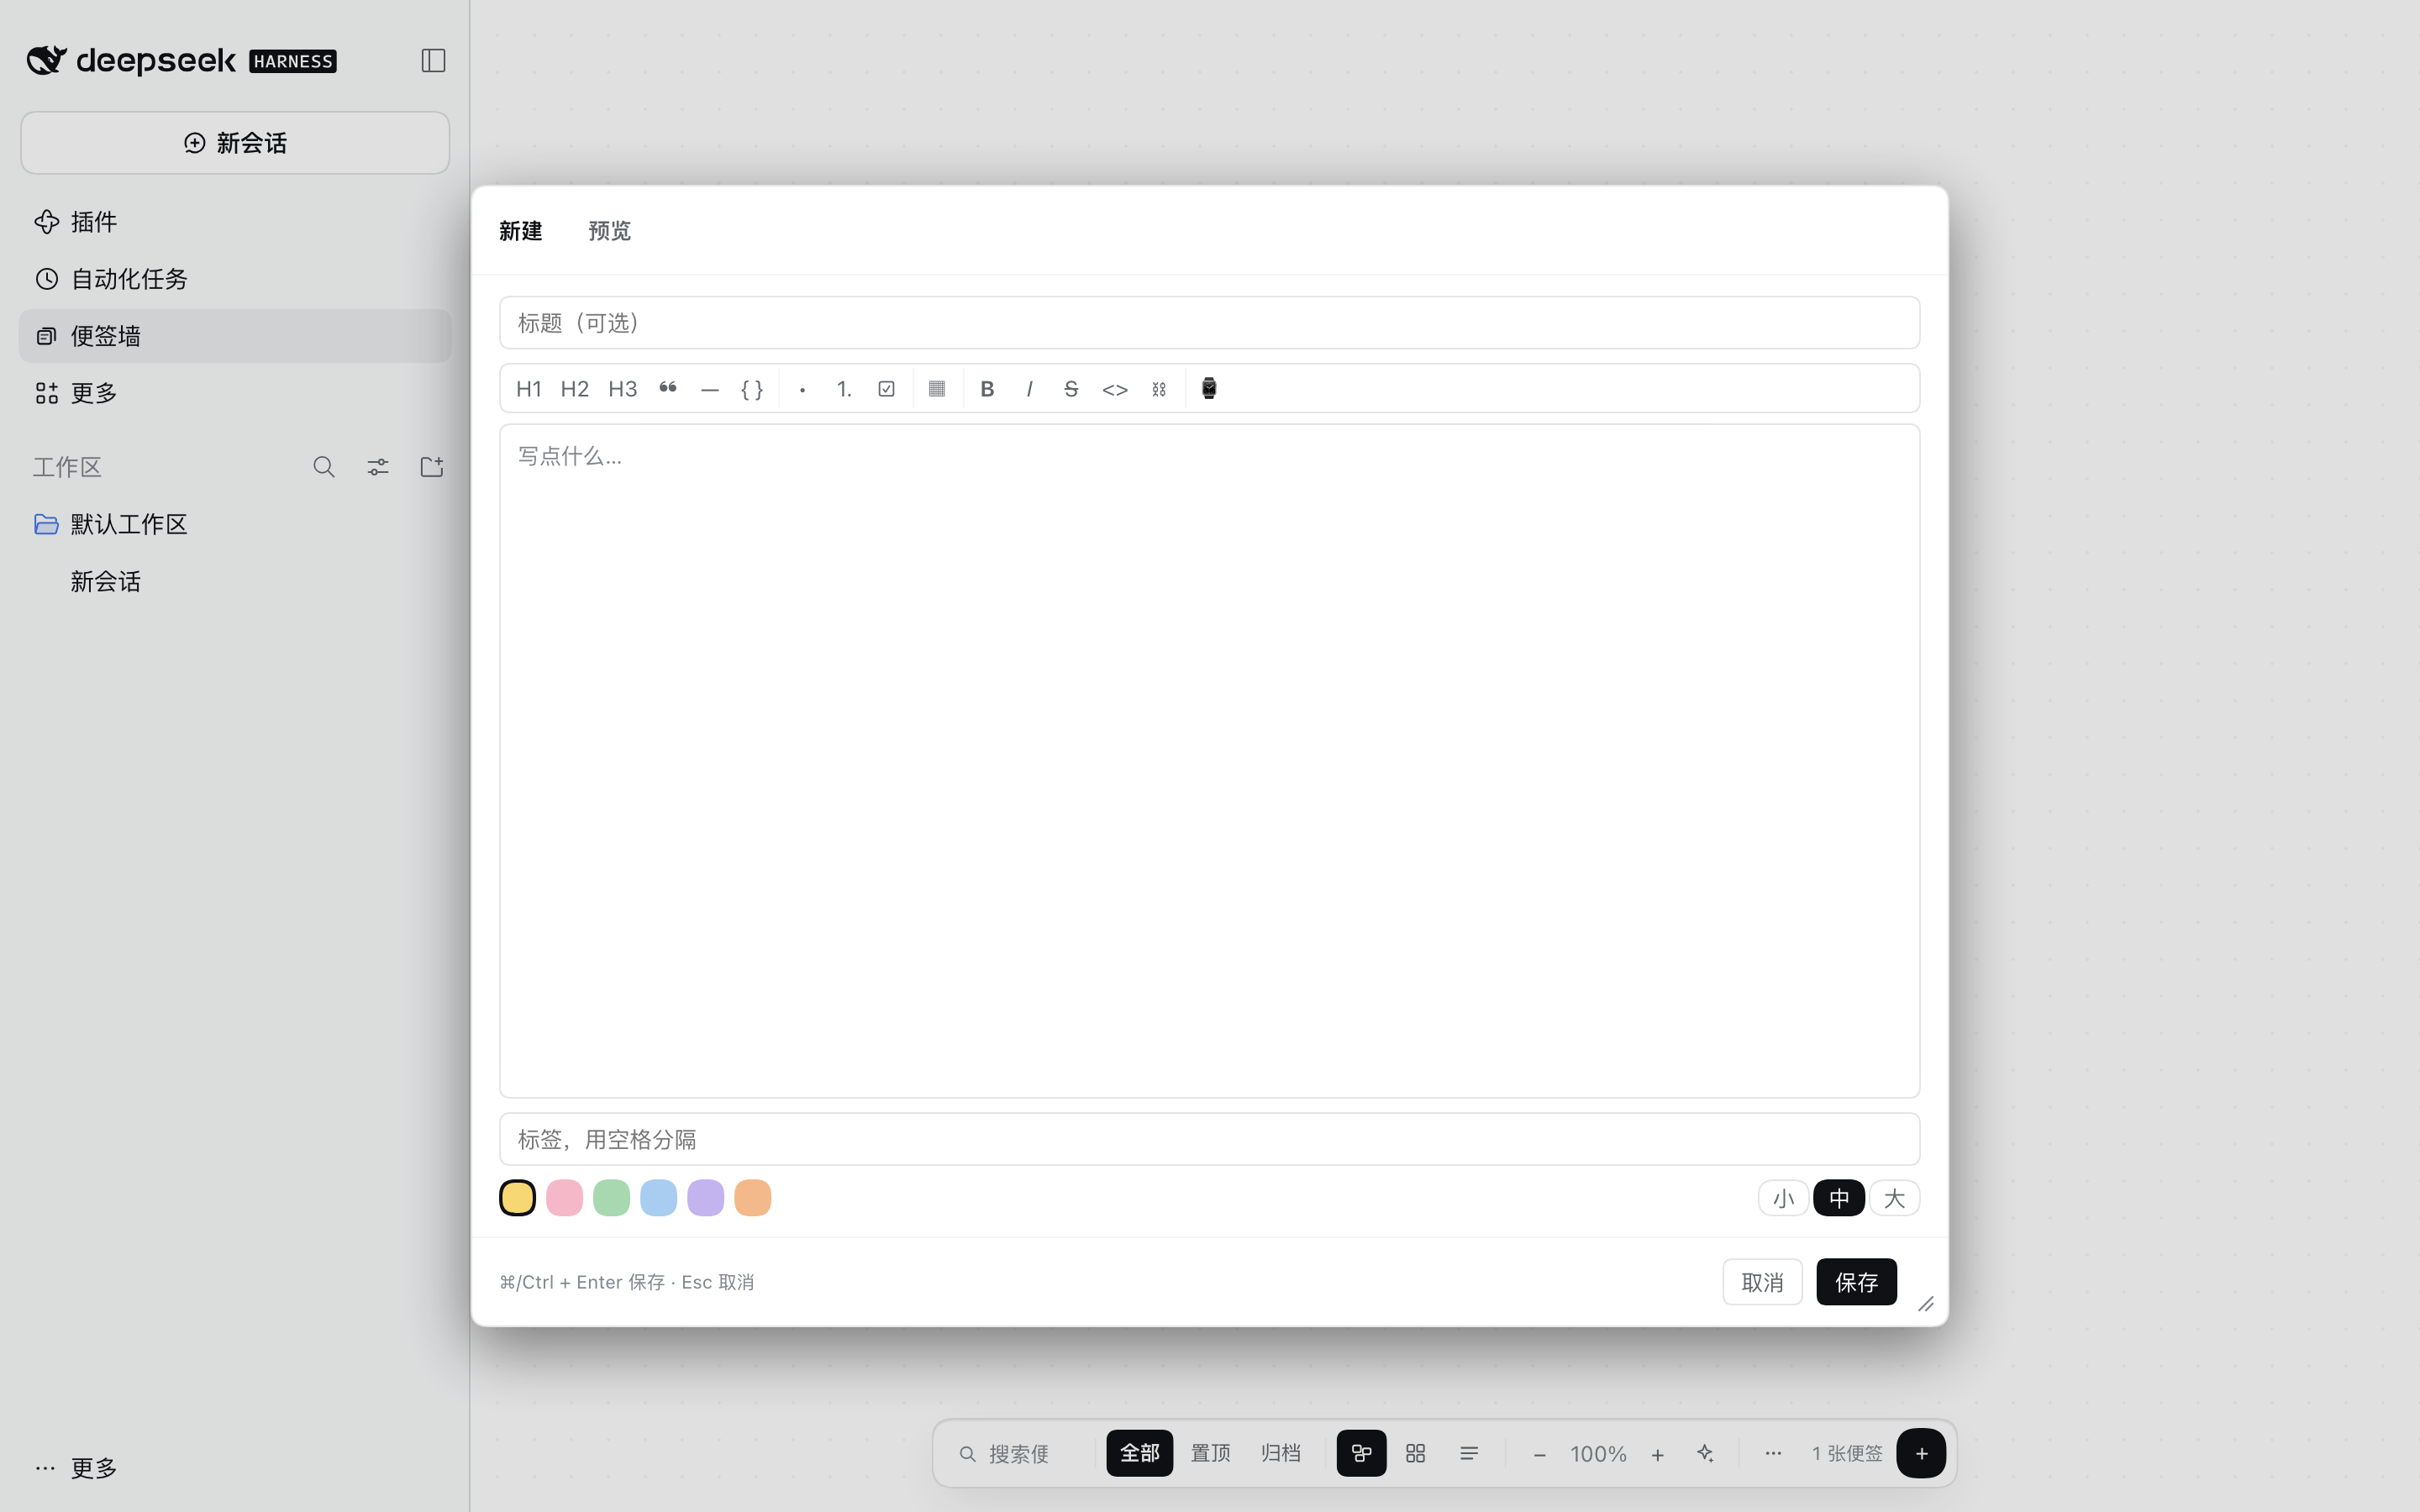 deepseek HARNESS
新会话
插件
自动化任务
便签墙
更多
工作区
默认工作区
新会话
更多
新建 预览
标题（可选）
H1 H2 H3 ❝ — { } • 1. B I S <>
写点什么...
标签，用空格分隔
小 中 大
⌘/Ctrl + Enter 保存 · Esc 取消
取消 保存
搜索便 全部 置顶 归档 − 100% + ··· 1 张便签 +